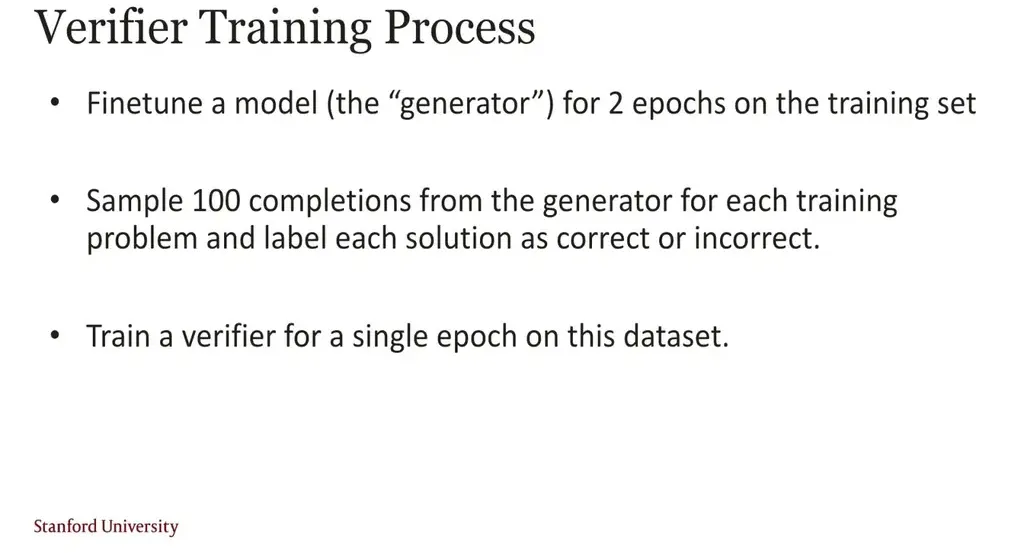 Verifier Training Process
• Finetune a model (the “generator”) for 2 epochs on the training set
• Sample 100 completions from the generator for each training
problem and label each solution as correct or incorrect.
• Train a verifier for a single epoch on this dataset.
Stanford University